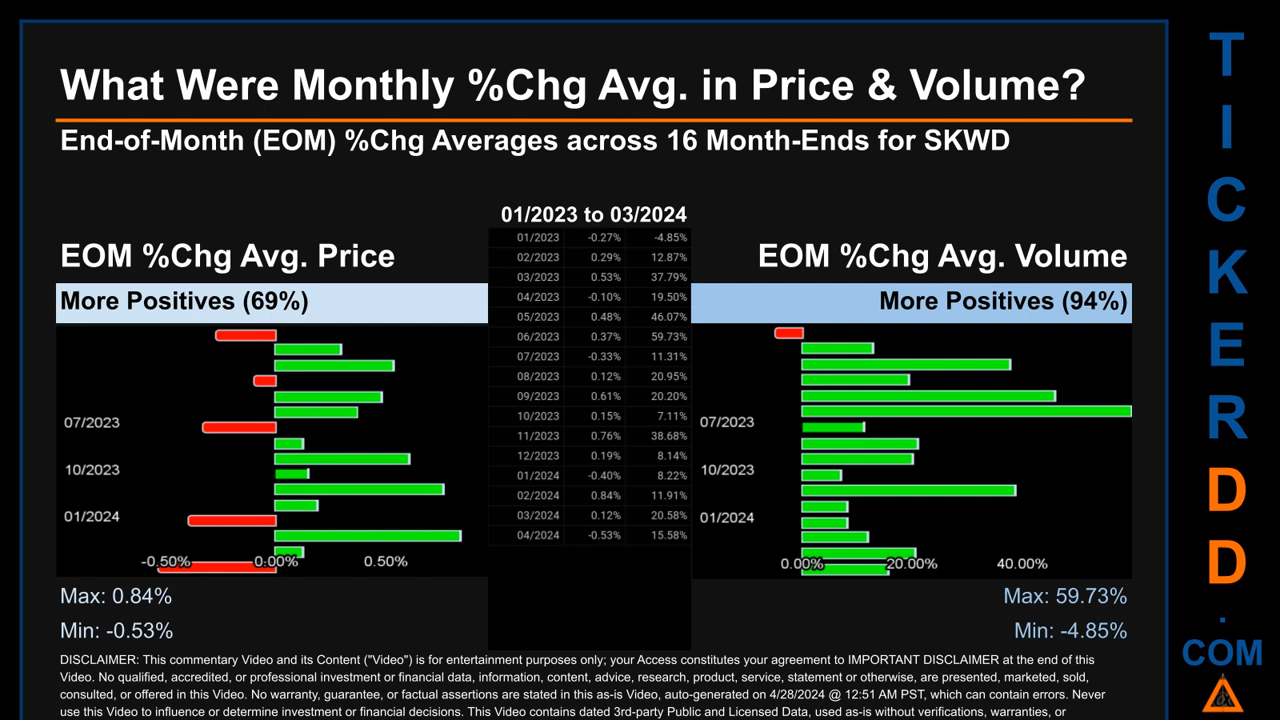 What Were Monthly %Chg Avg. in Price & Volume?
End-of-Month (EOM) %Chg Averages across 16 Month-Ends for SKWD
01/2023 to 03/2024
EOM %Chg Avg. Price
More Positives (69%)
07/2023
10/2023
01/2024
-0.50% 0.00% 0.50%
Max: 0.84%
Min: -0.53%
01/2023 -0.27% -4.85%
02/2023 0.29% 12.87%
03/2023 0.53% 37.79%
04/2023 -0.10% 19.50%
05/2023 0.48% 46.07%
06/2023 0.37% 59.73%
07/2023 -0.33% 11.31%
08/2023 0.12% 20.95%
09/2023 0.61% 20.20%
10/2023 0.15% 7.11%
11/2023 0.76% 38.68%
12/2023 0.19% 8.14%
01/2024 -0.40% 8.22%
02/2024 0.84% 11.91%
03/2024 0.12% 20.58%
04/2024 -0.53% 15.58%
EOM %Chg Avg. Volume
More Positives (94%)
07/2023
10/2023
01/2024
0.00% 20.00% 40.00%
Max: 59.73%
Min: -4.85%
DISCLAIMER: This commentary Video and its Content ("Video") is for entertainment purposes only; your Access constitutes your agreement to IMPORTANT DISCLAIMER at the end of this
Video. No qualified, accredited, or professional investment or financial data, information, content, advice, research, product, service, statement or otherwise, are presented, marketed, sold,
consulted, or offered in this Video. No warranty, guarantee, or factual assertions are stated in this as-is Video, auto-generated on 4/28/2024 @ 12:51 AM PST, which can contain errors. Never
use this Video to influence or determine investment or financial decisions. This Video contains dated 3rd-party Public and Licensed Data, used as-is without verifications, warranties, or
T
I
C
K
E
R
D
D
.
COM